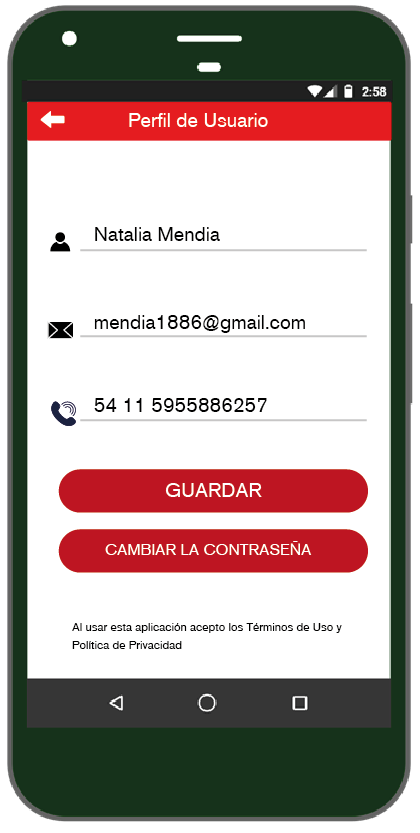 2:58
Perfil de Usuario
Natalia Mendia
mendia1886@gmail.com
54 11 5955886257
GUARDAR
CAMBIAR LA CONTRASEÑA
Al usar esta aplicación acepto los Términos de Uso y
Política de Privacidad